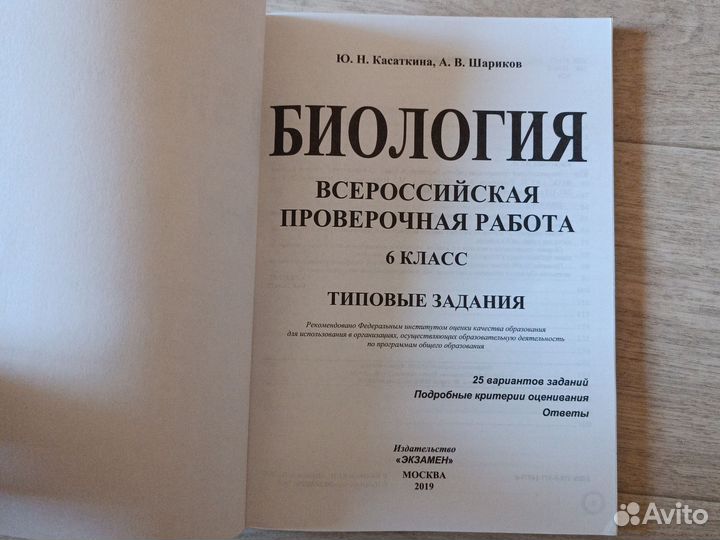 Ю. Н. Касаткина, А. В. Шариков
БИОЛОГИЯ
ВСЕРОССИЙСКАЯ
ПРОВЕРОЧНАЯ РАБОТА
6 КЛАСС
ТИПОВЫЕ ЗАДАНИЯ
Рекомендовано Федеральным институтом оценки качества образования
для использования в организациях, осуществляющих образовательную деятельность
по программам общего образования
25 вариантов заданий
Подробные критерии оценивания
Ответы
Издательство
«ЭКЗАМЕН»
МОСКВА
2019
Avito